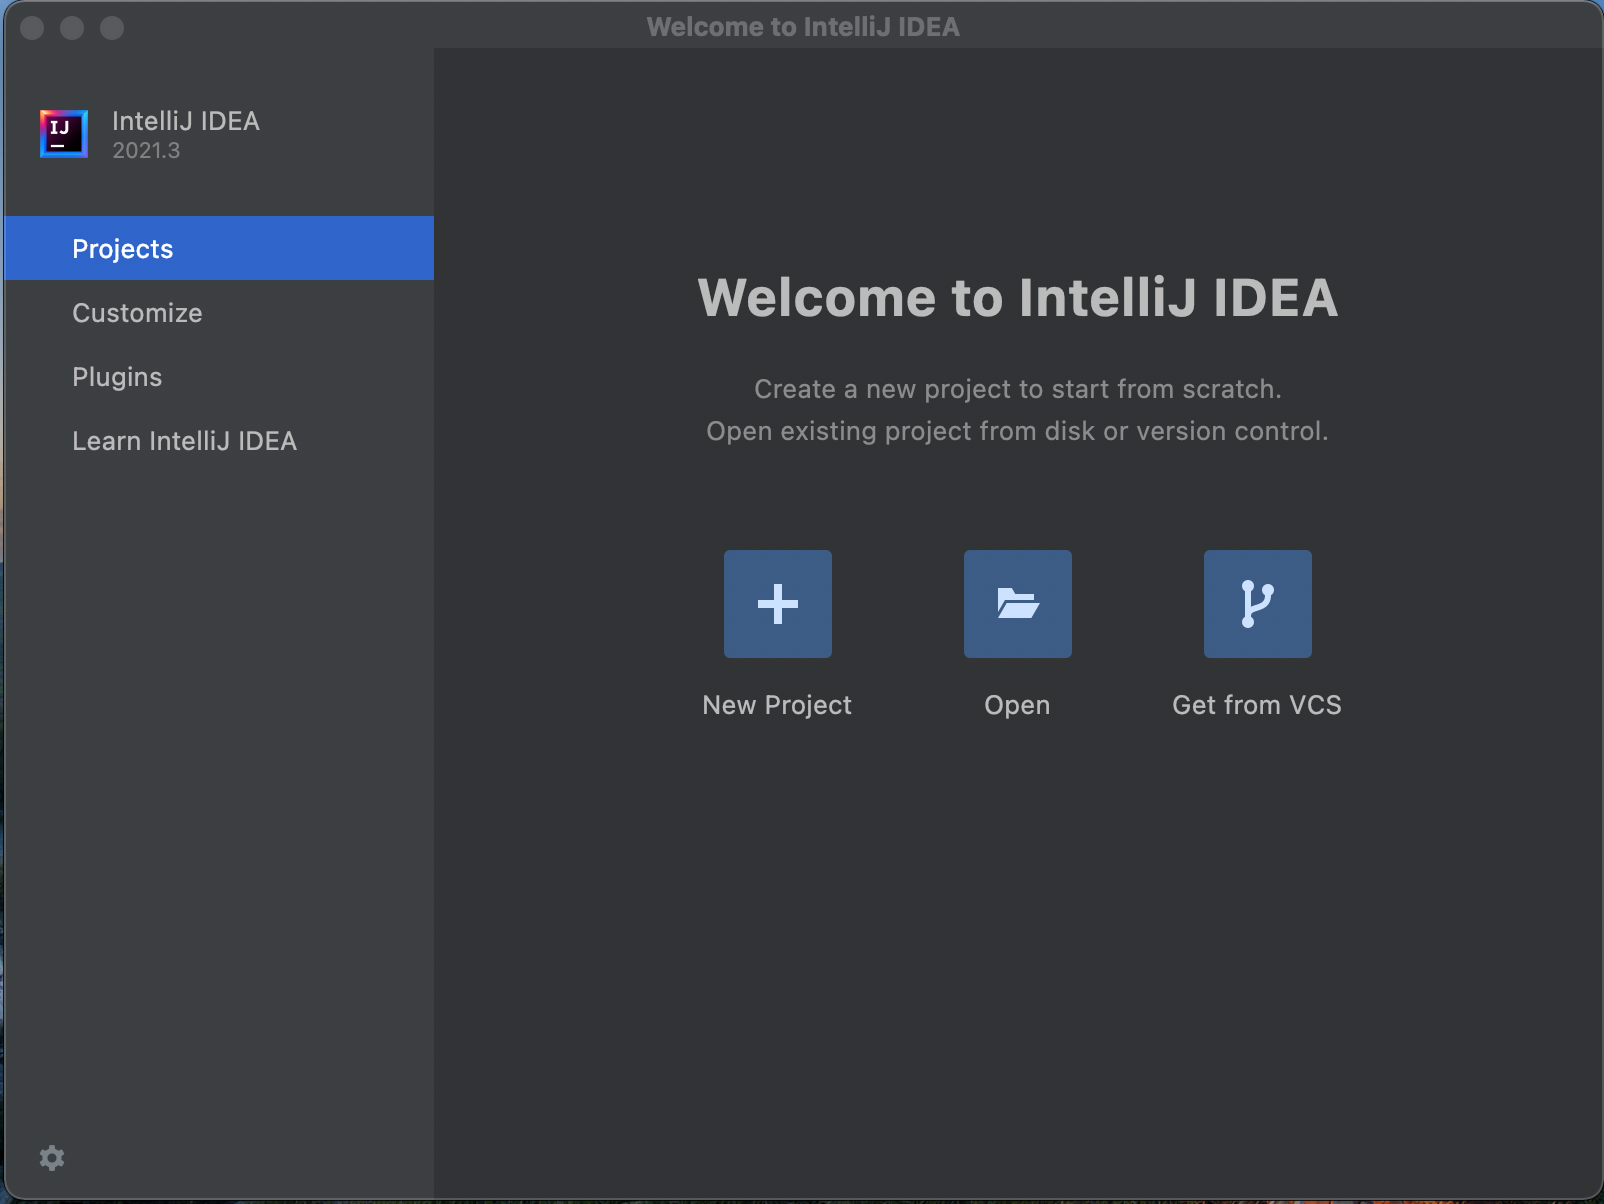 Welcome to IntelliJ IDEA
IJ
IntelliJ IDEA
2021.3
Projects
Customize
Plugins
Learn IntelliJ IDEA
Welcome to IntelliJ IDEA
Create a new project to start from scratch.
Open existing project from disk or version control.
New Project
Open
Get from VCS